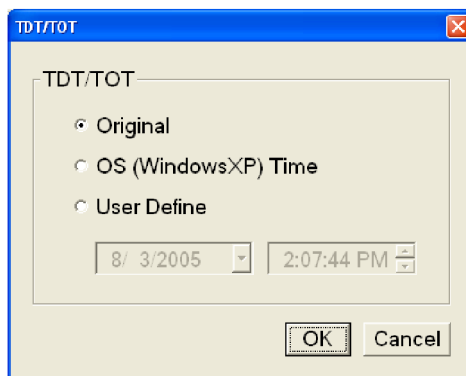 TDT/TOT
TDT/TOT
Original
OS (WindowsXP) Time
User Define
8/ 3/2005 2:07:44 PM
OK Cancel